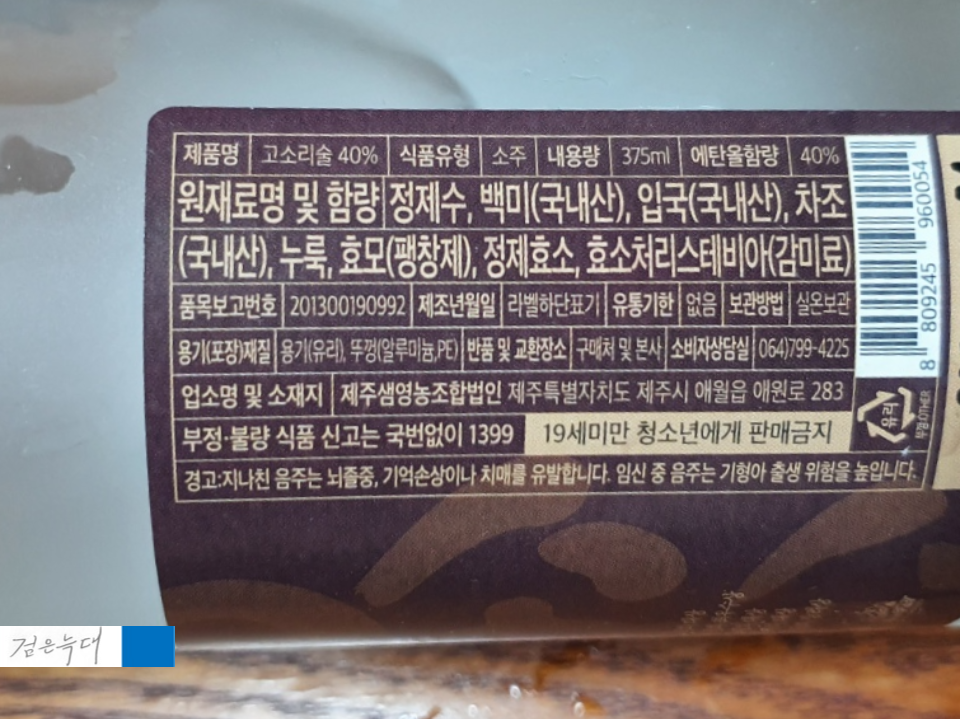 제품명 고소리술 40% 식품유형 소주 내용량 375ml 에탄올함량 40%
원재료명 및 함량 정제수, 백미(국내산), 입국(국내산), 차조
(국내산), 누룩, 효모(팽창제), 정제효소, 효소처리스테비아(감미료)
품목보고번호 201300190992 제조년월일 라벨하단표기 유통기한 없음 보관방법 실온보관
용기(포장)재질 용기(유리), 뚜껑(알루미늄,PE) 반품 및 교환장소 구매처 및 본사 소비자상담실 064)799-4225
업소명 및 소재지 제주샘영농조합법인 제주특별자치도 제주시 애월읍 애원로 283
부정·불량 식품 신고는 국번없이 1399 19세미만 청소년에게 판매금지
경고:지나친 음주는 뇌졸중, 기억손상이나 치매를 유발합니다. 임신 중 음주는 기형아 출생 위험을 높입니다.
8 809245 960054
유리
뚜껑:OTHER
검은늑대